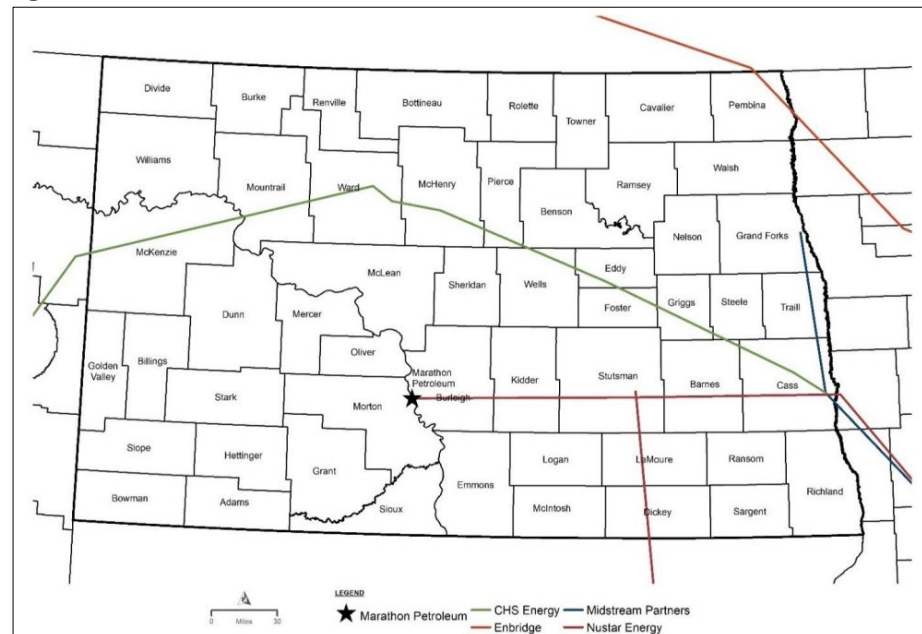 Divide
Burke
Renville
Bottineau
Rolette
Towner
Cavalier
Pembina
Williams
Mountrail
Ward
McHenry
Pierce
Benson
Ramsey
Walsh
Nelson
Grand Forks
McKenzie
McLean
Sheridan
Wells
Eddy
Foster
Griggs
Steele
Traill
Dunn
Mercer
Oliver
Golden
Valley
Billings
Stark
Morton
Marathon
Petroleum
Burleigh
Kidder
Stutsman
Barnes
Cass
Slope
Hettinger
Grant
Bowman
Adams
Sioux
Emmons
Logan
LaMoure
Ransom
Richland
McIntosh
Dickey
Sargent
LEGEND
Marathon Petroleum
CHS Energy
Midstream Partners
Enbridge
Nustar Energy
0
30
Miles